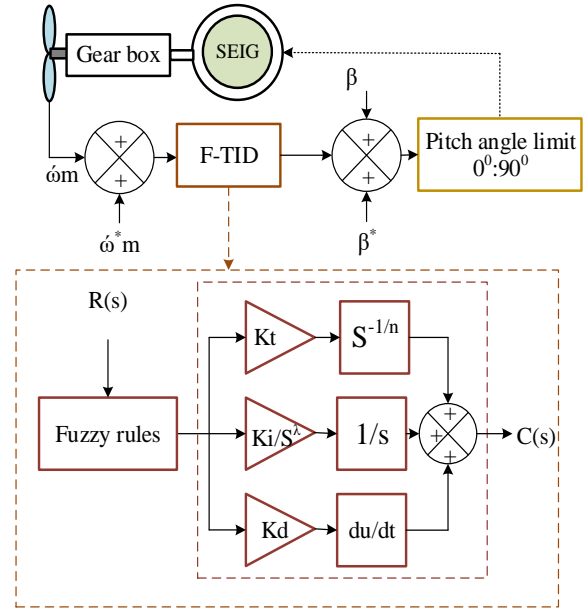 Gear box
SEIG
β
+
+
F-TID
+
+
Pitch angle limit
0⁰:90⁰
ώm
ώ*m
β*
R(s)
Kt
S⁻¹/ⁿ
Fuzzy rules
Ki/S^λ
1/s
+
+
+
C(s)
Kd
du/dt